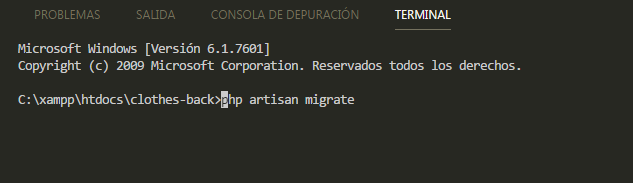 PROBLEMAS SALIDA CONSOLA DE DEPURACIÓN TERMINAL
Microsoft Windows [Versión 6.1.7601]
Copyright (c) 2009 Microsoft Corporation. Reservados todos los derechos.
C:\xampp\htdocs\clothes-back>php artisan migrate